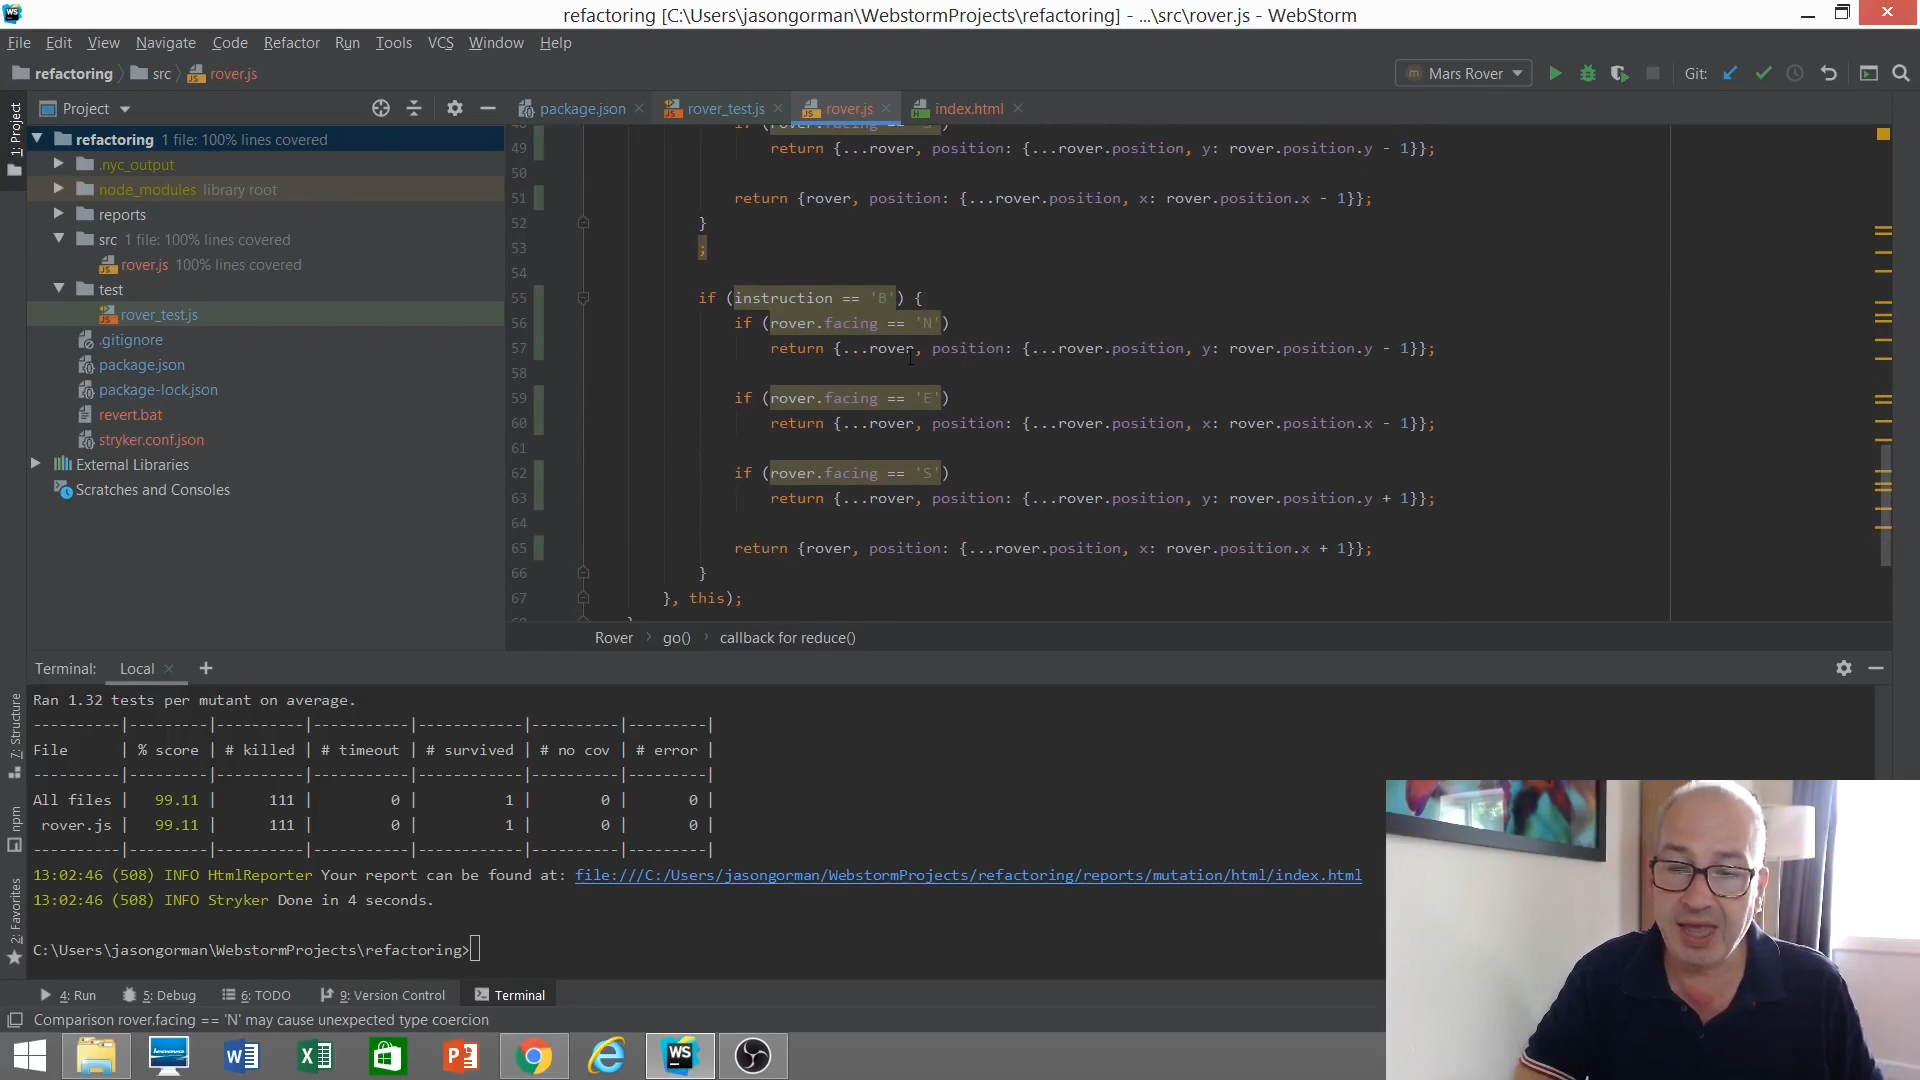 refactoring [C:\Users\jasongorman\WebstormProjects\refactoring] - ...\src\rover.js - WebStorm
File Edit View Navigate Code Refactor Run Tools VCS Window Help
refactoring src rover.js
Mars Rover
Git:
Project
package.json
rover_test.js
rover.js
index.html
1: Project
refactoring 1 file: 100% lines covered
.nyc_output
node_modules library root
reports
src 1 file: 100% lines covered
rover.js 100% lines covered
test
rover_test.js
.gitignore
package.json
package-lock.json
revert.bat
stryker.conf.json
External Libraries
Scratches and Consoles
49 return {...rover, position: {...rover.position, y: rover.position.y - 1}};
50
51 return {rover, position: {...rover.position, x: rover.position.x - 1}};
52 }
53 ;
54
55 if (instruction == 'B') {
56 if (rover.facing == 'N')
57 return {...rover, position: {...rover.position, y: rover.position.y - 1}};
58
59 if (rover.facing == 'E')
60 return {...rover, position: {...rover.position, x: rover.position.x - 1}};
61
62 if (rover.facing == 'S')
63 return {...rover, position: {...rover.position, y: rover.position.y + 1}};
64
65 return {rover, position: {...rover.position, x: rover.position.x + 1}};
66 }
67 }, this);
Rover go() callback for reduce()
Terminal: Local
7: Structure
npm
2: Favorites
Ran 1.32 tests per mutant on average.
----------|---------|----------|-----------|------------|----------|---------|
File | % score | # killed | # timeout | # survived | # no cov | # error |
----------|---------|----------|-----------|------------|----------|---------|
All files | 99.11 | 111 | 0 | 1 | 0 | 0 |
rover.js | 99.11 | 111 | 0 | 1 | 0 | 0 |
----------|---------|----------|-----------|------------|----------|---------|
13:02:46 (508) INFO HtmlReporter Your report can be found at: file:///C:/Users/jasongorman/WebstormProjects/refactoring/reports/mutation/html/index.html
13:02:46 (508) INFO Stryker Done in 4 seconds.
C:\Users\jasongorman\WebstormProjects\refactoring>
4: Run 5: Debug 6: TODO 9: Version Control Terminal
Comparison rover.facing == 'N' may cause unexpected type coercion